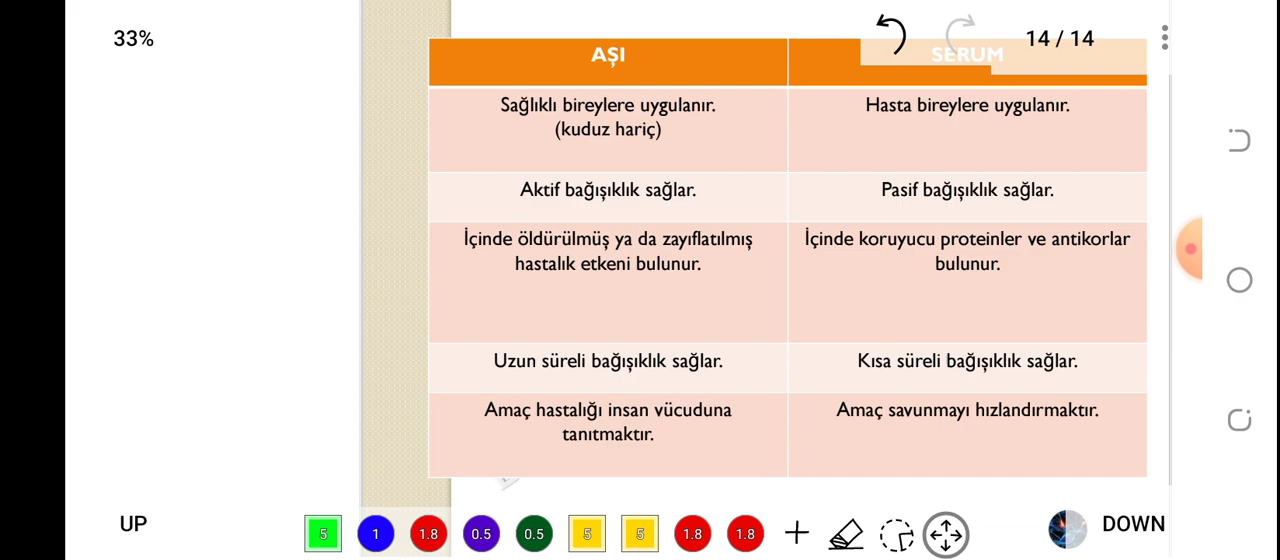 33%
14 / 14
AŞI
SERUM
Sağlıklı bireylere uygulanır.
(kuduz hariç)
Hasta bireylere uygulanır.
Aktif bağışıklık sağlar.
Pasif bağışıklık sağlar.
İçinde öldürülmüş ya da zayıflatılmış
hastalık etkeni bulunur.
İçinde koruyucu proteinler ve antikorlar
bulunur.
Uzun süreli bağışıklık sağlar.
Kısa süreli bağışıklık sağlar.
Amaç hastalığı insan vücuduna
tanıtmaktır.
Amaç savunmayı hızlandırmaktır.
UP
5
1
1.8
0.5
0.5
5
5
1.8
1.8
DOWN